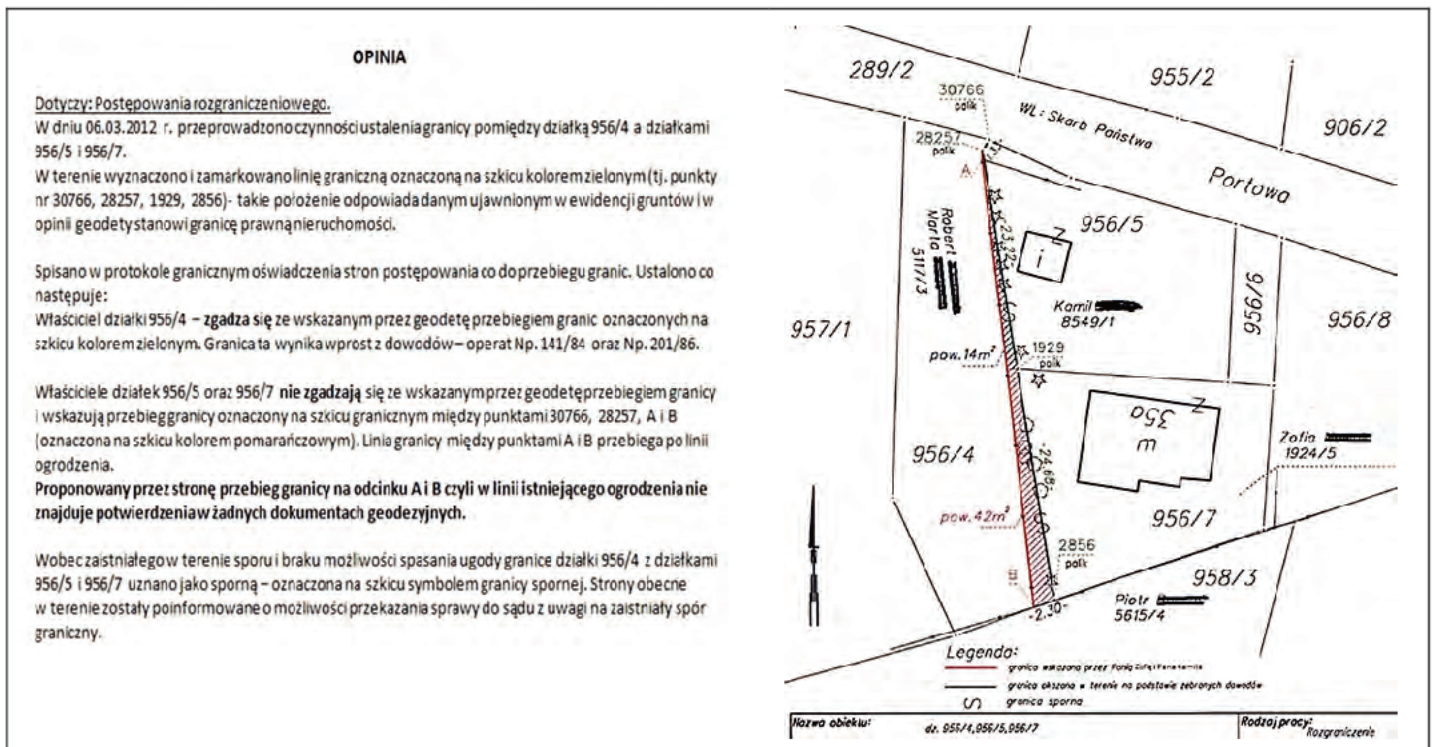 OPINIA
Dotyczy: Postępowania rozgraniczeniowego.
W dniu 06.03.2012 r. przeprowadzono czynności ustalenia granicy pomiędzy działką 956/4 a działkami
956/5 i 956/7.
W terenie wyznaczono i zamarkowano linię graniczną oznaczoną na szkicu kolorem zielonym (tj. punkty
nr 30766, 28257, 1929, 2856)- takie położenie odpowiada danym ujawnionym w ewidencji gruntów i w
opinii geodety stanowi granicę prawną nieruchomości.
Spisano w protokole granicznym oświadczenia stron postępowania co do przebiegu granic. Ustalono co
następuje:
Właściciel działki 956/4 – zgadza się ze wskazanym przez geodetę przebiegiem granic oznaczonych na
szkicu kolorem zielonym. Granica ta wynika wprost z dowodów – operat Np. 141/84 oraz Np. 201/86.
Właściciele działek 956/5 oraz 956/7 nie zgadzają się ze wskazanym przez geodetę przebiegiem granicy
i wskazują przebieg granicy oznaczony na szkicu granicznym między punktami 30766, 28257, A i B
(oznaczona na szkicu kolorem pomarańczowym). Linia granicy między punktami A i B przebiega po linii
ogrodzenia.
Proponowany przez stronę przebieg granicy na odcinku A i B czyli w linii istniejącego ogrodzenia nie
znajduje potwierdzenia w żadnych dokumentach geodezyjnych.
Wobec zaistniałego w terenie sporu i braku możliwości spasania ugody granice działki 956/4 z działkami
956/5 i 956/7 uznano jako sporną – oznaczona na szkicu symbolem granicy spornej. Strony obecne
w terenie zostały poinformowane o możliwości przekazania sprawy do sądu z uwagi na zaistniały spór
graniczny.
289/2
955/2
30766
palik
WŁ: Skarb Państwa
906/2
28257
palik
A
Portowa
956/5
Robert
Marta
5117/3
-23,22-
i
Z
Kamil
8549/1
956/6
956/8
957/1
pow. 14m²
1929
palik
35a
m
Z
Zofia
1924/5
956/4
-24,68-
pow. 42m²
956/7
2856
palik
B
958/3
-2,30-
Piotr
5615/4
Legenda:
granica wskazana przez
granica okazana w terenie na podstawie zebranych dowodów
S granica sporna
Nazwa obiektu:
dz. 956/4,956/5,956/7
Rodzaj pracy:
Rozgraniczenie